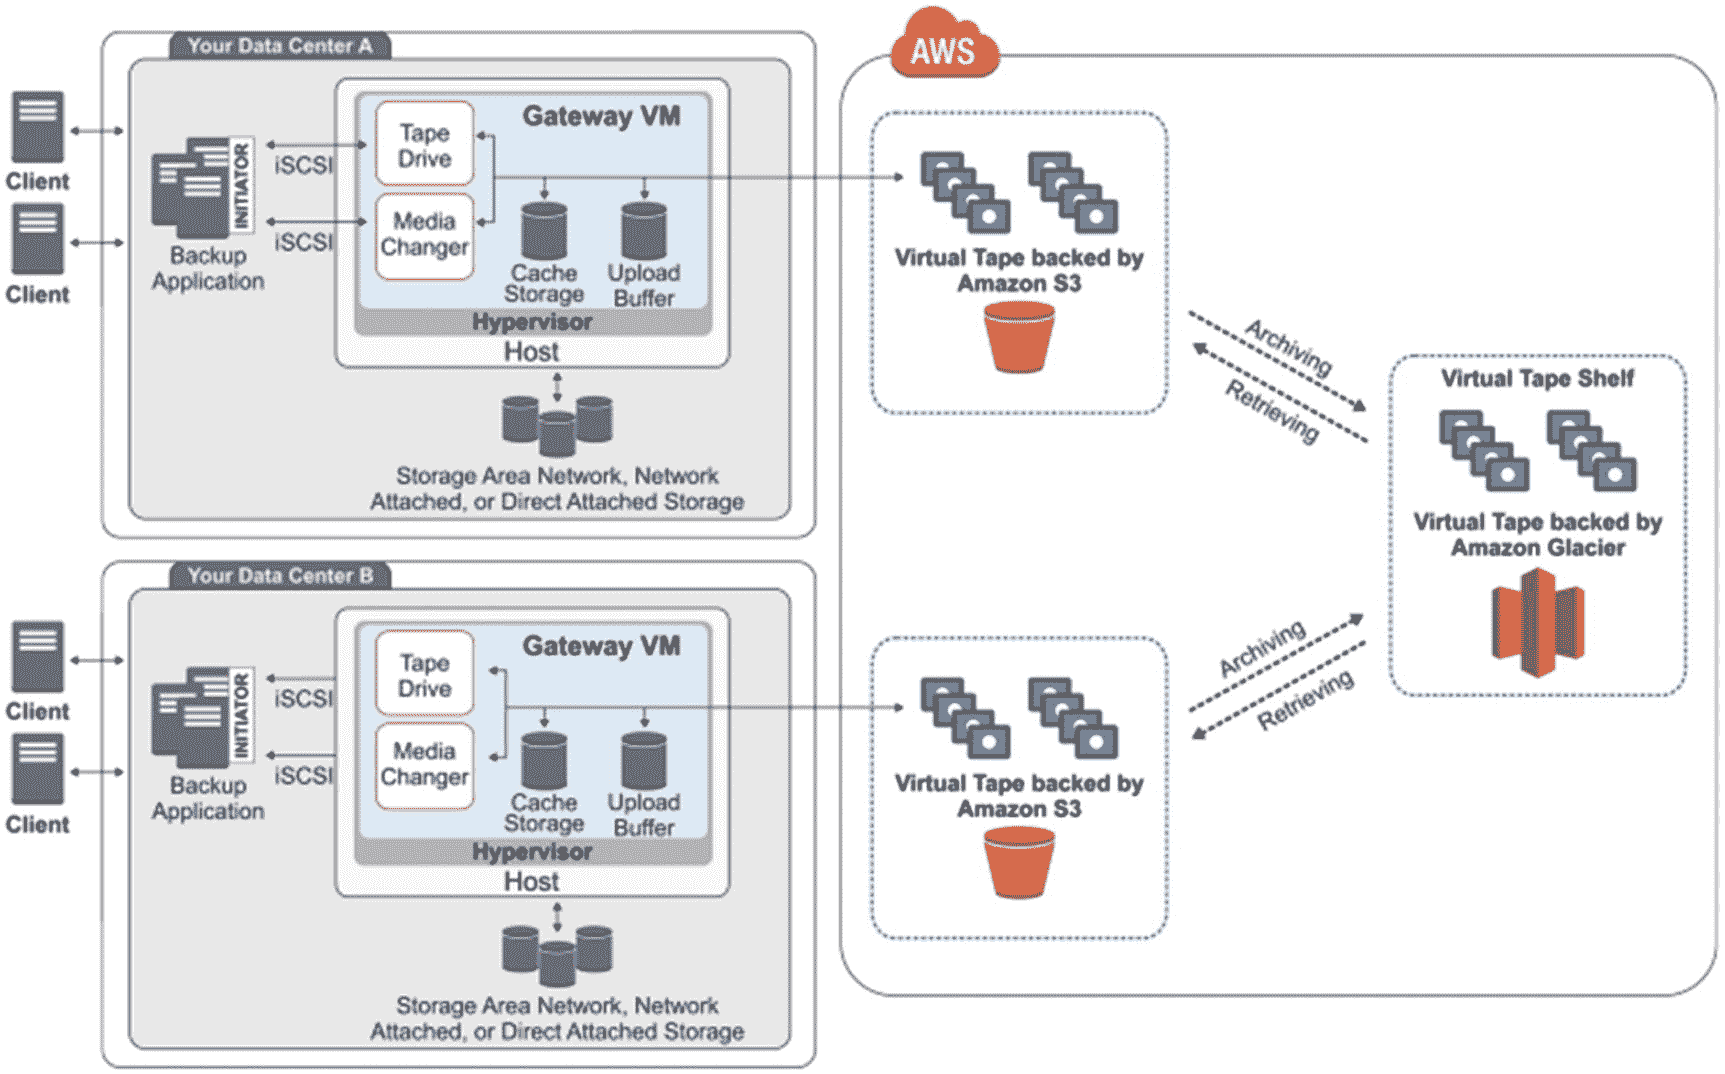 Your Data Center A
AWS
Client
Client
INITIATOR
Backup
Application
iSCSI
iSCSI
Gateway VM
Tape
Drive
Media
Changer
Cache
Storage
Upload
Buffer
Hypervisor
Host
Storage Area Network, Network
Attached, or Direct Attached Storage
Virtual Tape backed by
Amazon S3
Archiving
Retrieving
Virtual Tape Shelf
Virtual Tape backed by
Amazon Glacier
Your Data Center B
Client
Client
INITIATOR
Backup
Application
iSCSI
iSCSI
Gateway VM
Tape
Drive
Media
Changer
Cache
Storage
Upload
Buffer
Hypervisor
Host
Storage Area Network, Network
Attached, or Direct Attached Storage
Virtual Tape backed by
Amazon S3
Archiving
Retrieving